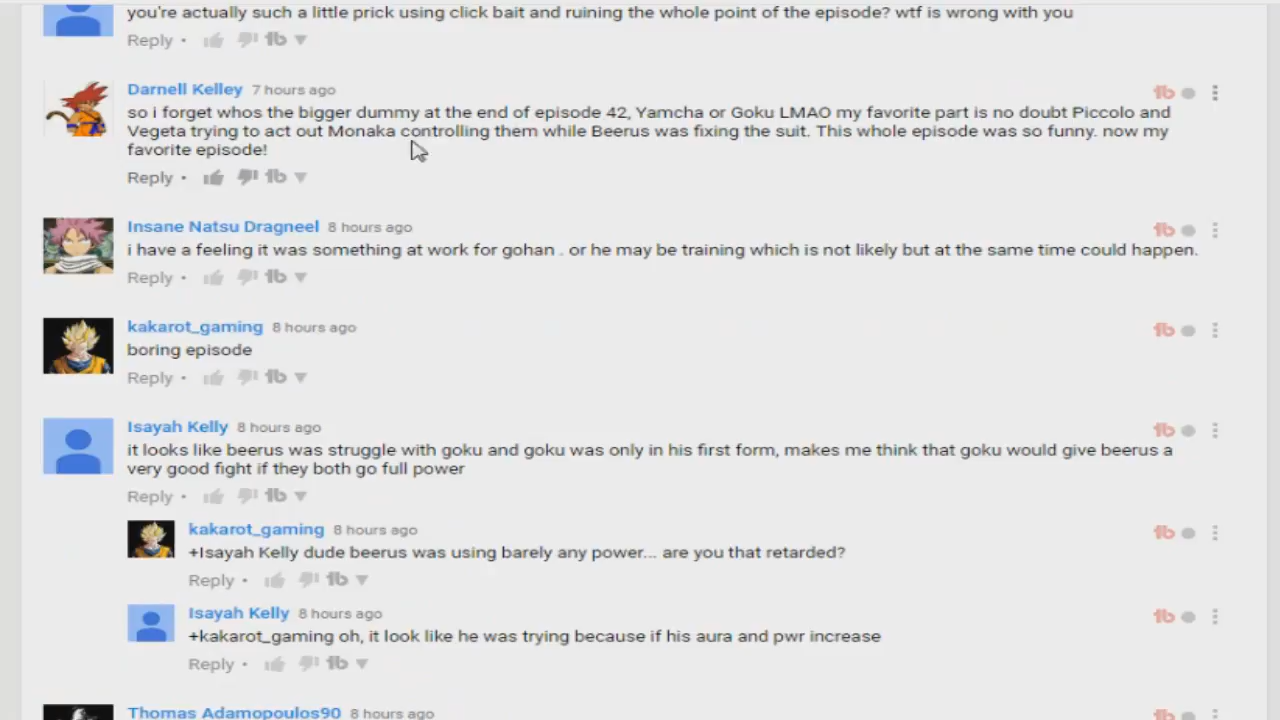 you're actually such a little prick using click bait and ruining the whole point of the episode? wtf is wrong with you
Reply •
Darnell Kelley 7 hours ago
so i forget whos the bigger dummy at the end of episode 42, Yamcha or Goku LMAO my favorite part is no doubt Piccolo and
Vegeta trying to act out Monaka controlling them while Beerus was fixing the suit. This whole episode was so funny. now my
favorite episode!
Reply •
Insane Natsu Dragneel 8 hours ago
i have a feeling it was something at work for gohan . or he may be training which is not likely but at the same time could happen.
Reply •
kakarot_gaming 8 hours ago
boring episode
Reply •
Isayah Kelly 8 hours ago
it looks like beerus was struggle with goku and goku was only in his first form, makes me think that goku would give beerus a
very good fight if they both go full power
Reply •
kakarot_gaming 8 hours ago
+Isayah Kelly dude beerus was using barely any power... are you that retarded?
Reply •
Isayah Kelly 8 hours ago
+kakarot_gaming oh, it look like he was trying because if his aura and pwr increase
Reply •
Thomas Adamopoulos90 8 hours ago